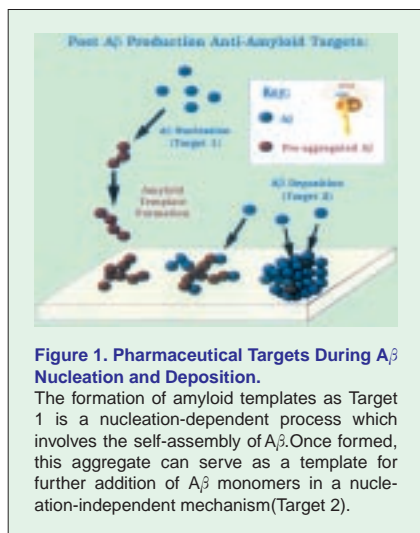 Post Aβ Production Anti-Amyloid Targets:
Key:
Aβ Nucleation
(Target 1)
Aβ
Pre-aggregated Aβ
Amyloid
Template
Formation
Aβ Deposition
(Target 2)
Figure 1. Pharmaceutical Targets During Aβ
Nucleation and Deposition.
The formation of amyloid templates as Target
1 is a nucleation-dependent process which
involves the self-assembly of Aβ.Once formed,
this aggregate can serve as a template for
further addition of Aβ monomers in a nucle-
ation-independent mechanism(Target 2).